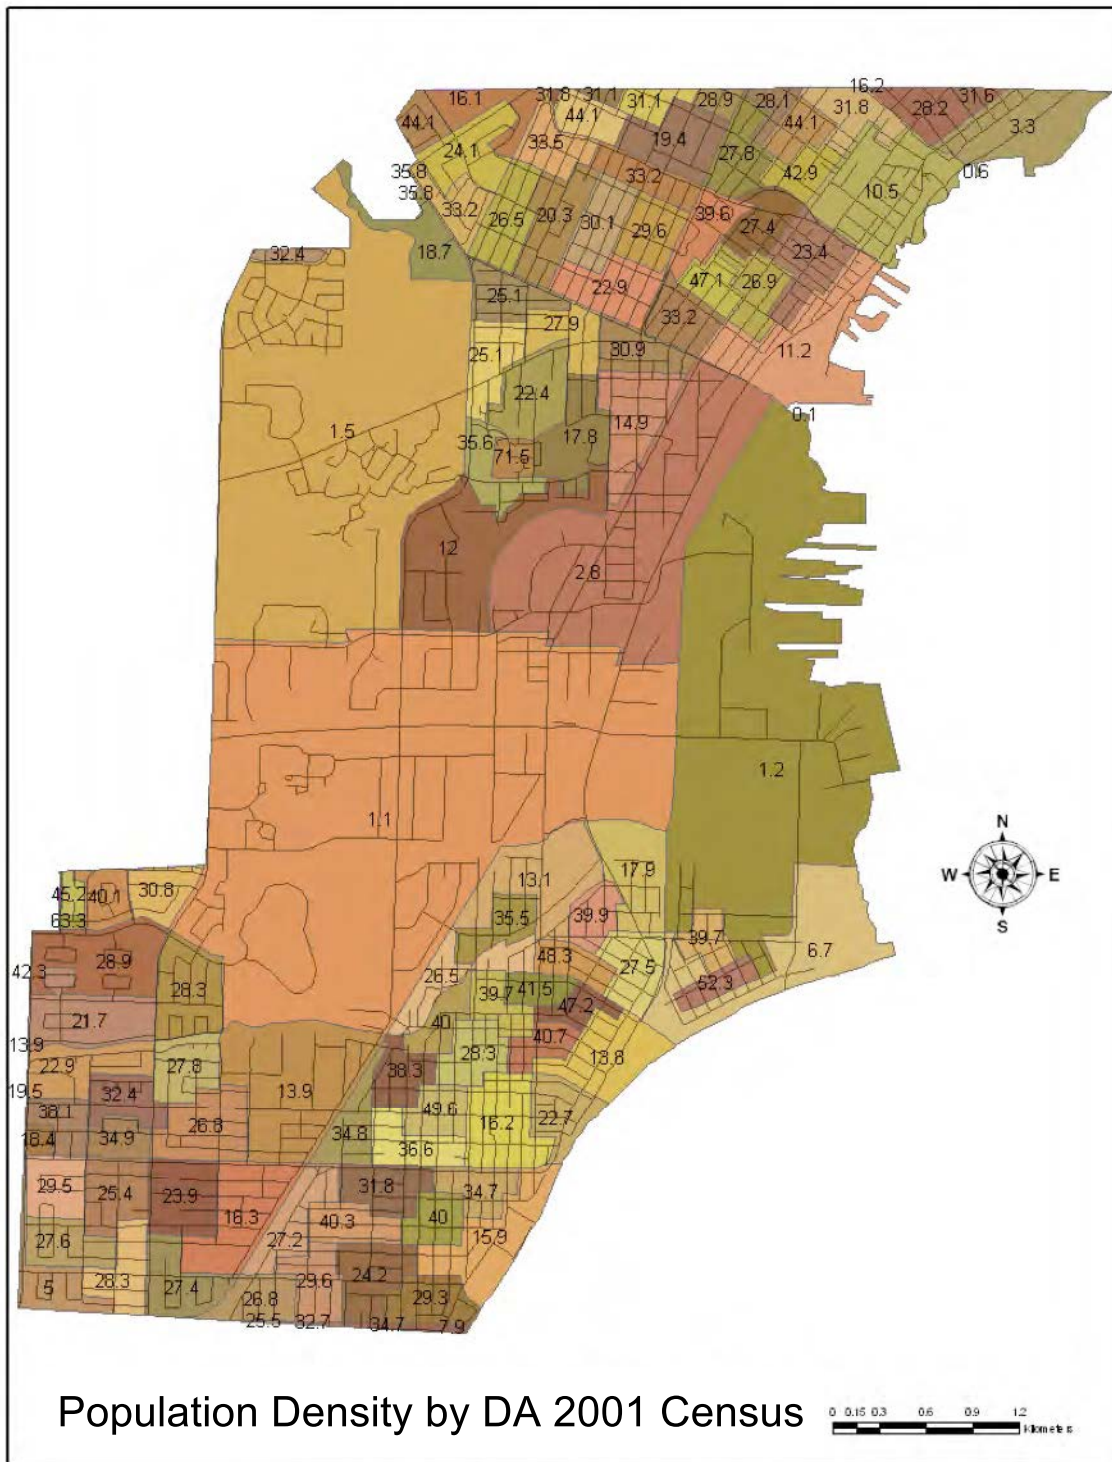 16.2
31.8 31.1 31.1 28.9 28.1 31.8 28.2 31.6
16.1 44.1 44.1 44.1 3.3
33.5 19.4
24.1 27.8
35.8 33.2 42.9 0.6
35.8 10.5
33.2 26.5 20.3 30.1 29.6 39.6 27.4
32.4 18.7 23.4
25.1 22.9 47.1 26.9
27.9 33.2
25.1 30.9 11.2
22.4
1.5 35.6 17.8 14.9 0.1
71.5
12
2.8
1.2
1.1
N
W E
S
17.9
13.1
45.2 40.1 30.8
63.3 35.5 39.9
39.7 6.7
42.3 28.9 48.3
28.3 26.5 27.5 52.3
39.7 41.5
21.7 47.2
40
13.9 40.7
22.9 27.8 28.3 13.8
38.3
19.5 32.4 13.9
38.1 49.6
26.8 16.2 22.7
18.4 34.9 34.8
36.6
29.5 25.4 23.9 31.8 34.7
16.3 40.3 40
27.6 27.2 15.9
5 28.3 27.4 29.6 24.2
26.8 29.3
25.5 32.7 34.7 7.9
Population Density by DA 2001 Census
0 0.15 0.3 0.6 0.9 1.2
Kilometers